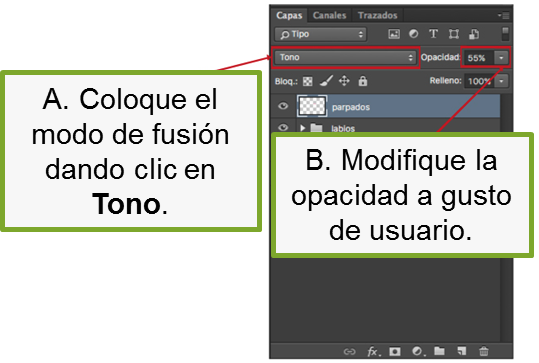 Capas Canales Trazados
Tipo
Tono Opacidad: 55%
Bloq.: Relleno: 100%
parpados
labios
A. Coloque el
modo de fusión
dando clic en
Tono.
B. Modifique la
opacidad a gusto
de usuario.
fx